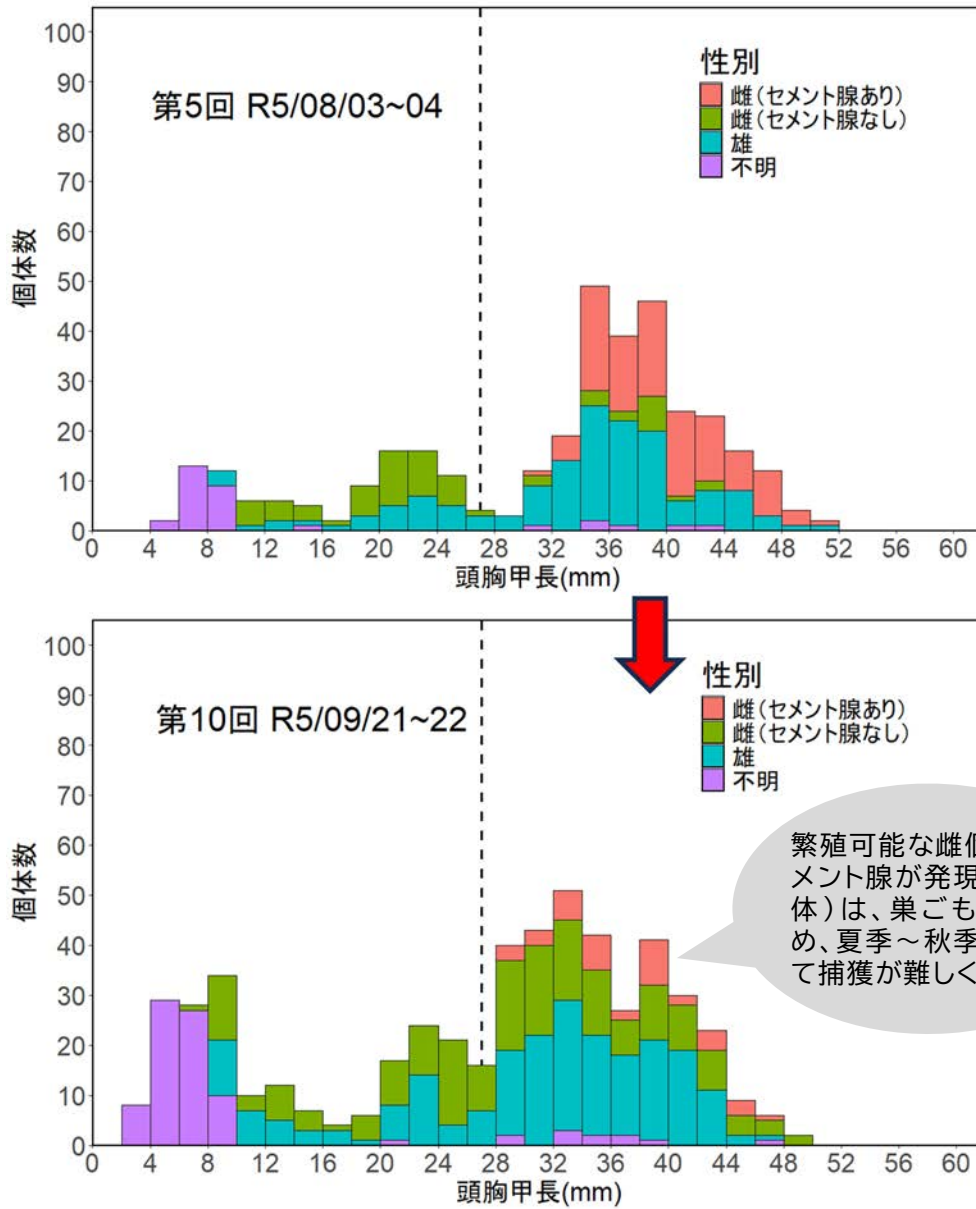 100
90
80
70
60
50
40
30
20
10
0
個体数
第5回 R5/08/03~04
性別
雌(セメント腺あり)
雌(セメント腺なし)
雄
不明
0 4 8 12 16 20 24 28 32 36 40 44 48 52 56 60
頭胸甲長(mm)
100
90
80
70
60
50
40
30
20
10
0
個体数
第10回 R5/09/21~22
性別
雌(セメント腺あり)
雌(セメント腺なし)
雄
不明
繁殖可能な雌個
メント腺が発現
体)は、巣ごも
め、夏季~秋季
て捕獲が難しく
0 4 8 12 16 20 24 28 32 36 40 44 48 52 56 60
頭胸甲長(mm)